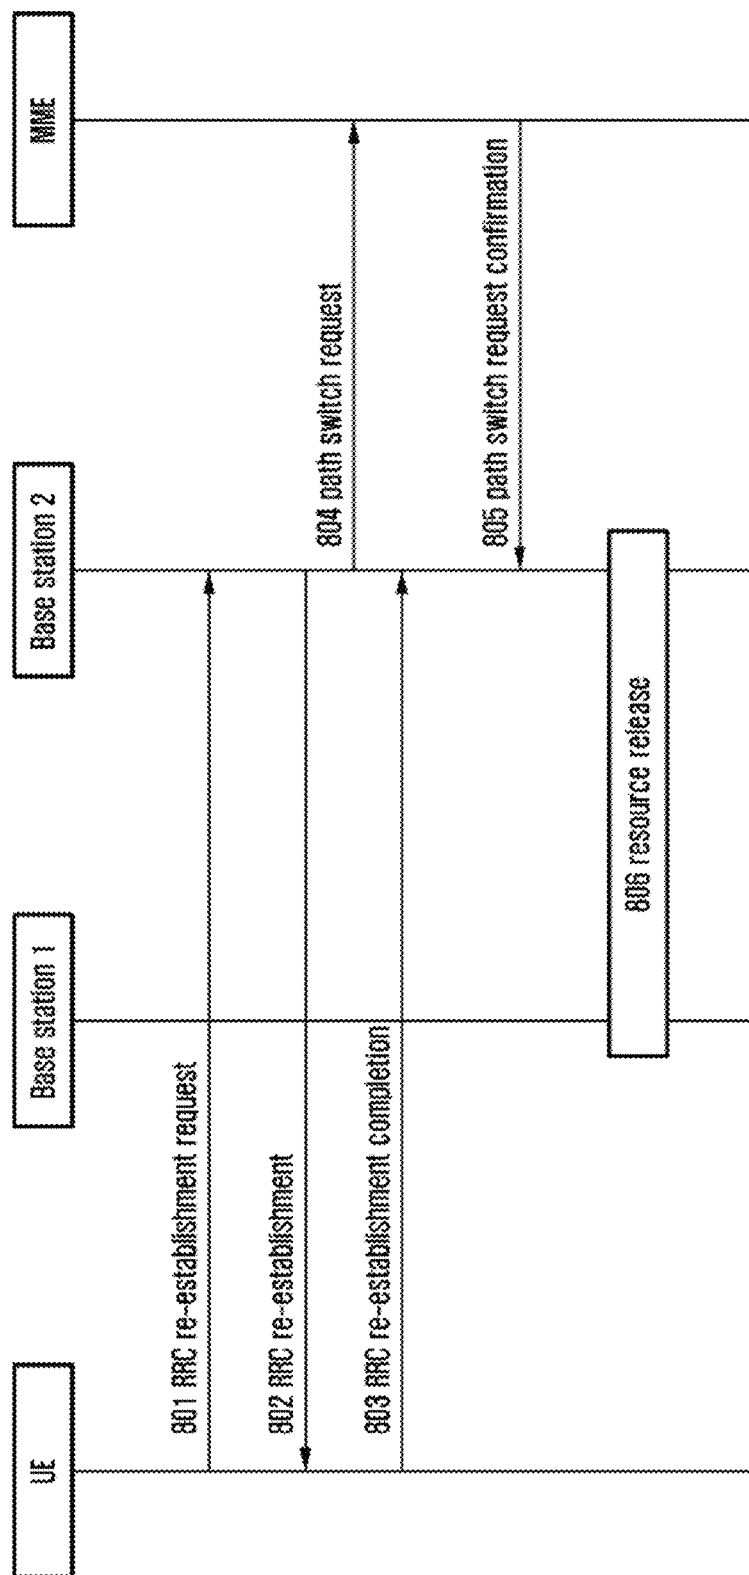 UE
Base station 1
Base station 2
MME
801 RRC re-establishment request
802 RRC re-establishment
804 path switch request
803 RRC re-establishment completion
805 path switch request confirmation
806 resource release